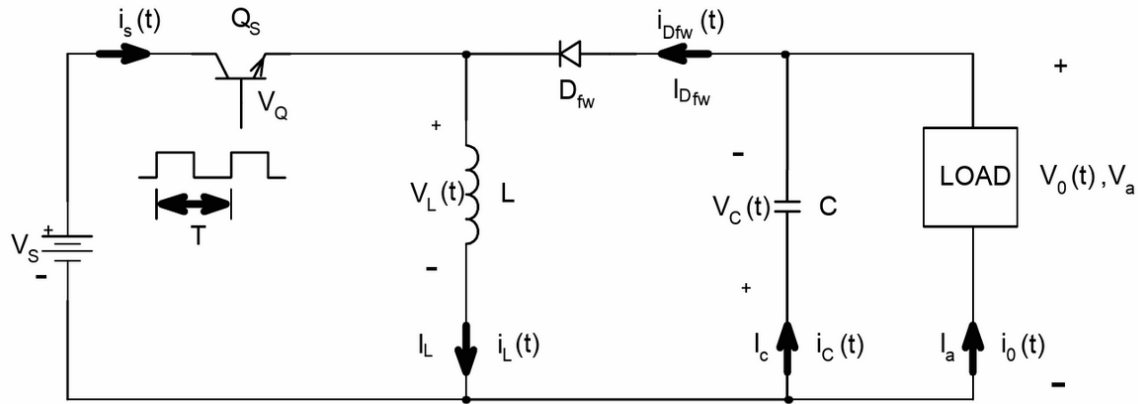 i_s(t)
Q_S
V_Q
T
V_S
+
-
+
V_L(t)
L
-
I_L
i_L(t)
i_Dfw(t)
D_fw
I_Dfw
-
V_C(t)
C
+
I_c
i_C(t)
LOAD
+
V_0(t) ,V_a
-
I_a
i_0(t)